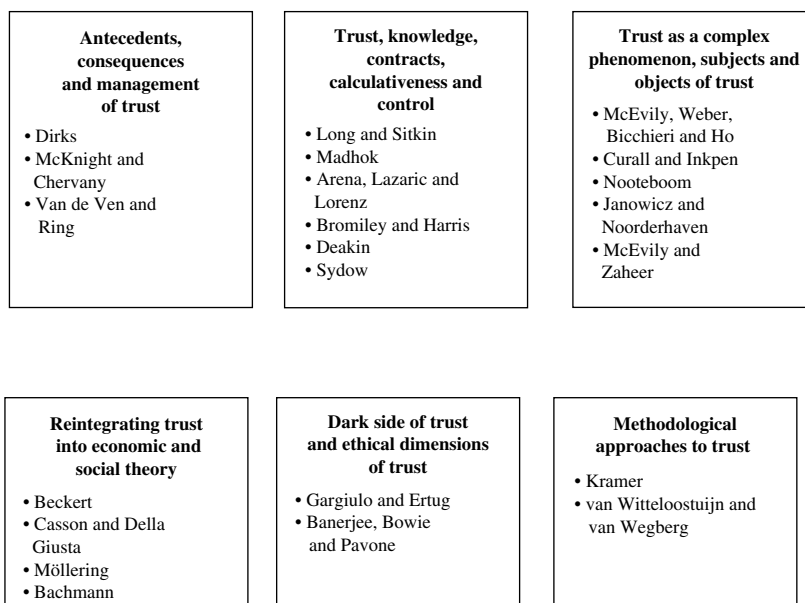 Antecedents,
consequences
and management
of trust
• Dirks
• McKnight and
Chervany
• Van de Ven and
Ring
Trust, knowledge,
contracts,
calculativeness and
control
• Long and Sitkin
• Madhok
• Arena, Lazaric and
Lorenz
• Bromiley and Harris
• Deakin
• Sydow
Trust as a complex
phenomenon, subjects and
objects of trust
• McEvily, Weber,
Bicchieri and Ho
• Curall and Inkpen
• Nooteboom
• Janowicz and
Noorderhaven
• McEvily and
Zaheer
Reintegrating trust
into economic and
social theory
• Beckert
• Casson and Della
Giusta
• Möllering
• Bachmann
Dark side of trust
and ethical dimensions
of trust
• Gargiulo and Ertug
• Banerjee, Bowie
and Pavone
Methodological
approaches to trust
• Kramer
• van Witteloostuijn and
van Wegberg